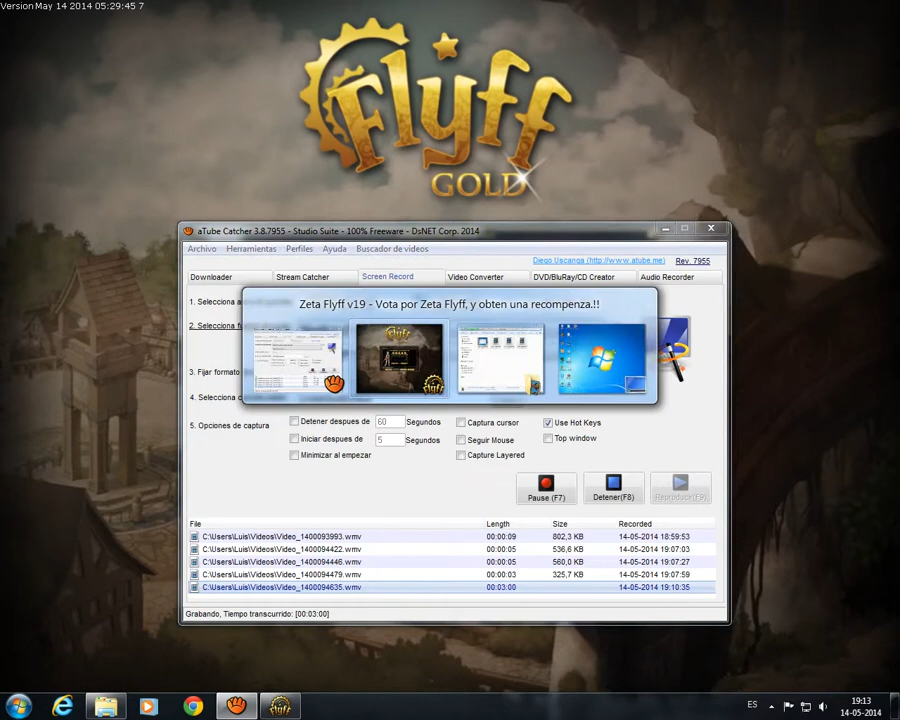 Version May 14 2014 05:29:45 7
Flyff
GOLD
aTube Catcher 3.8.7955 - Studio Suite - 100% Freeware - DsNET Corp. 2014
Archivo Herramientas Perfiles Ayuda Buscador de videos
Diego Uscanga (http://www.atube.me) Rev. 7955
Downloader Stream Catcher Screen Record Video Converter DVD/BluRay/CD Creator Audio Recorder
1. Selecciona
Zeta Flyff v19 - Vota por Zeta Flyff, y obten una recompenza.!!
2. Selecciona
3. Fijar formato
4. Selecciona
5. Opciones de captura
Detener despues de 60 Segundos Captura cursor Use Hot Keys
Iniciar despues de 5 Segundos Seguir Mouse Top window
Minimizar al empezar Capture Layered
Pause (F7) Detener(F8) Reproducir(F9)
File Length Size Recorded
C:\Users\Luis\Videos\Video_1400093993.wmv 00:00:09 802,3 KB 14-05-2014 18:59:53
C:\Users\Luis\Videos\Video_1400094422.wmv 00:00:05 536,6 KB 14-05-2014 19:07:03
C:\Users\Luis\Videos\Video_1400094446.wmv 00:00:05 560,0 KB 14-05-2014 19:07:27
C:\Users\Luis\Videos\Video_1400094479.wmv 00:00:03 325,7 KB 14-05-2014 19:07:59
C:\Users\Luis\Videos\Video_1400094635.wmv 00:03:00 14-05-2014 19:10:35
Grabando, Tiempo transcurrido: [00:03:00]
ES
19:13
14-05-2014